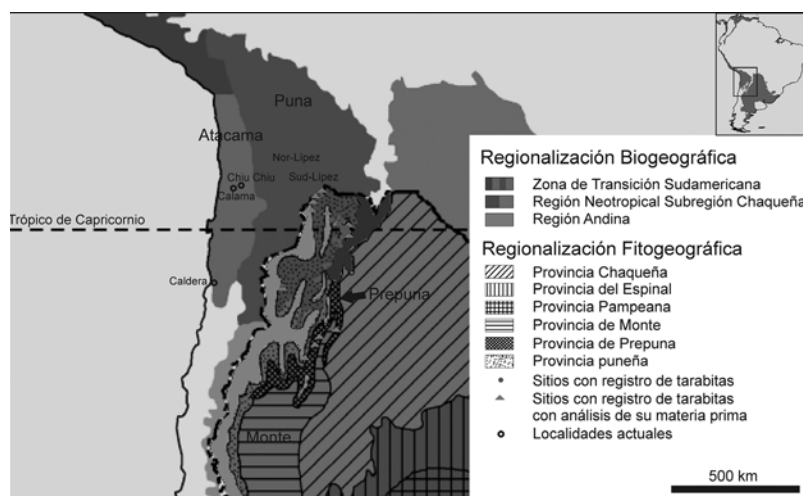 Puna
Atacama
Nor-Lípez
Chiu Chiu
Sud-Lípez
Calama
Trópico de Capricornio
Caldera
Prepuna
Monte
Regionalización Biogeográfica
Zona de Transición Sudamericana
Región Neotropical Subregión Chaqueña
Región Andina
Regionalización Fitogeográfica
Provincia Chaqueña
Provincia del Espinal
Provincia Pampeana
Provincia de Monte
Provincia de Prepuna
Provincia puneña
Sitios con registro de tarabitas
Sitios con registro de tarabitas
con análisis de su materia prima
Localidades actuales
500 km